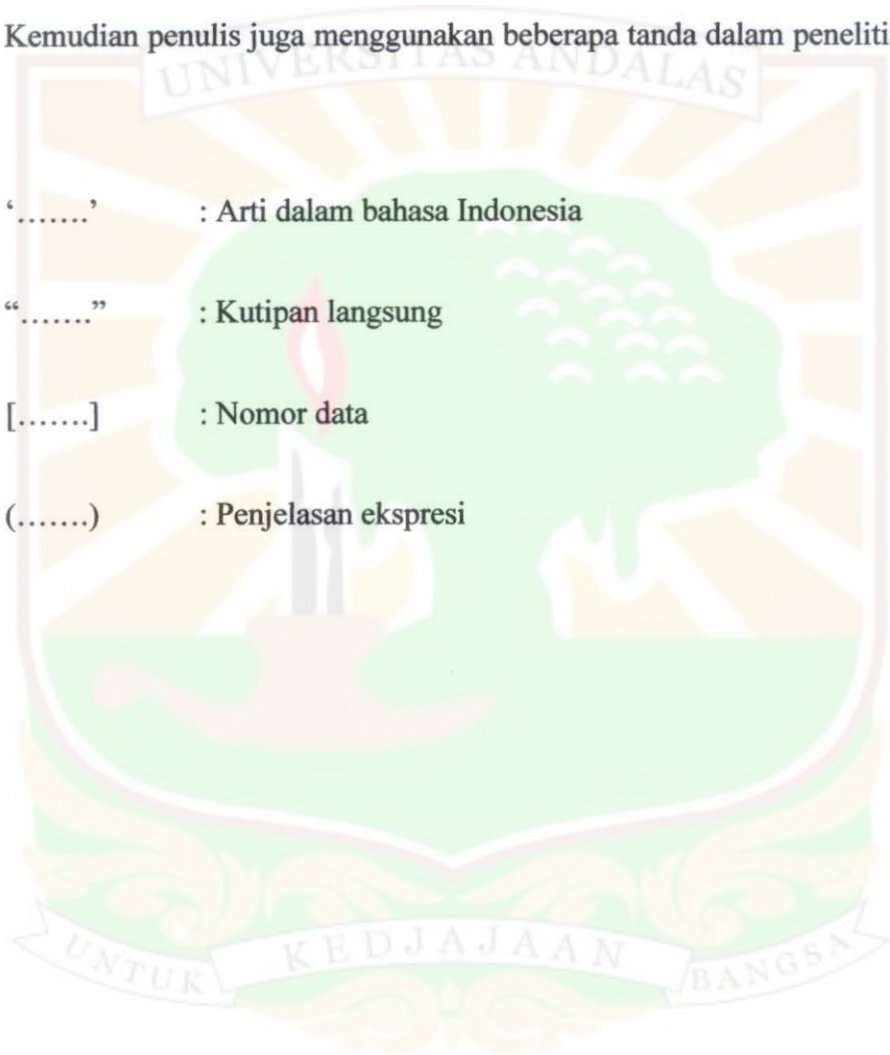 Kemudian penulis juga menggunakan beberapa tanda dalam peneliti
UNIVERSITAS ANDALAS
‘.......’ : Arti dalam bahasa Indonesia
“.......” : Kutipan langsung
[.......] : Nomor data
(.......) : Penjelasan ekspresi
UNTUK KEDJAJAAN BANGSA